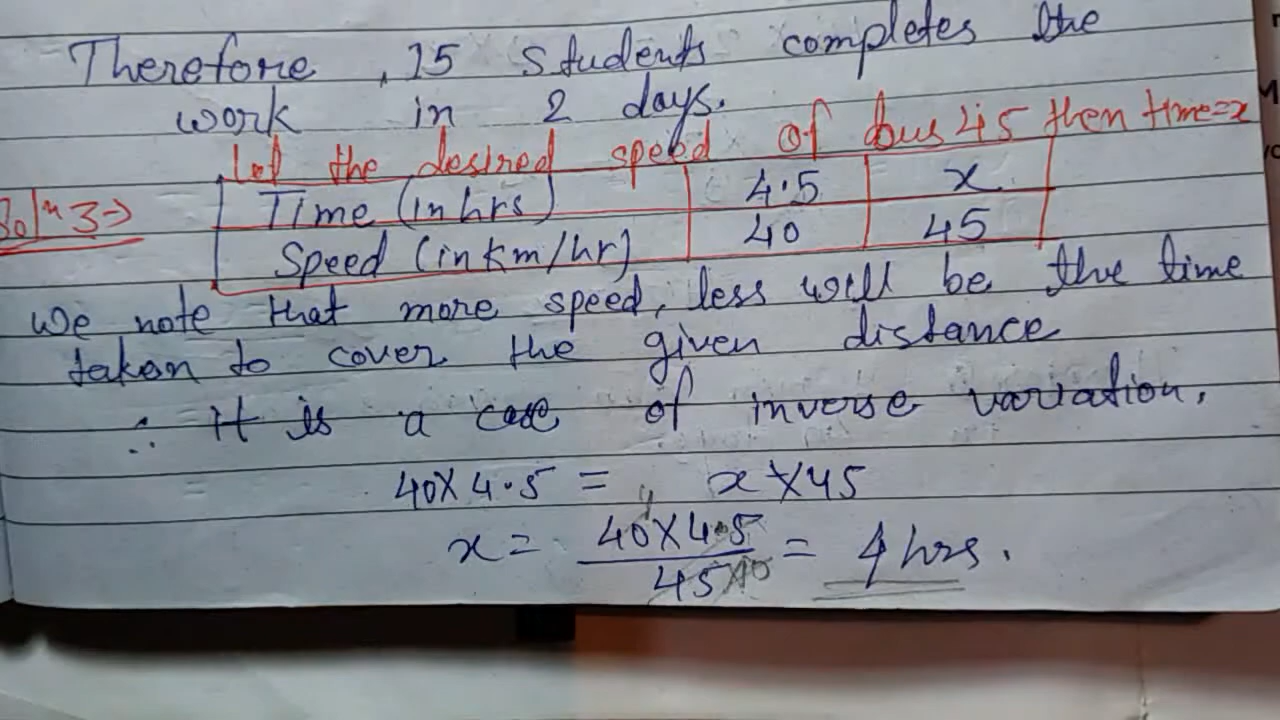 Therefore, 15 students completes the
work in 2 days.
Let the desired speed of bus 45 then time=x
Solⁿ 3→
Time (in hrs) 4.5 x
Speed (in km/hr) 40 45
we note that more speed, less will be the time
taken to cover the given distance
∴ It is a case of inverse variation.
40×4.5 = x×45
x = 40×4.5 / 45×10 = 4 hrs.